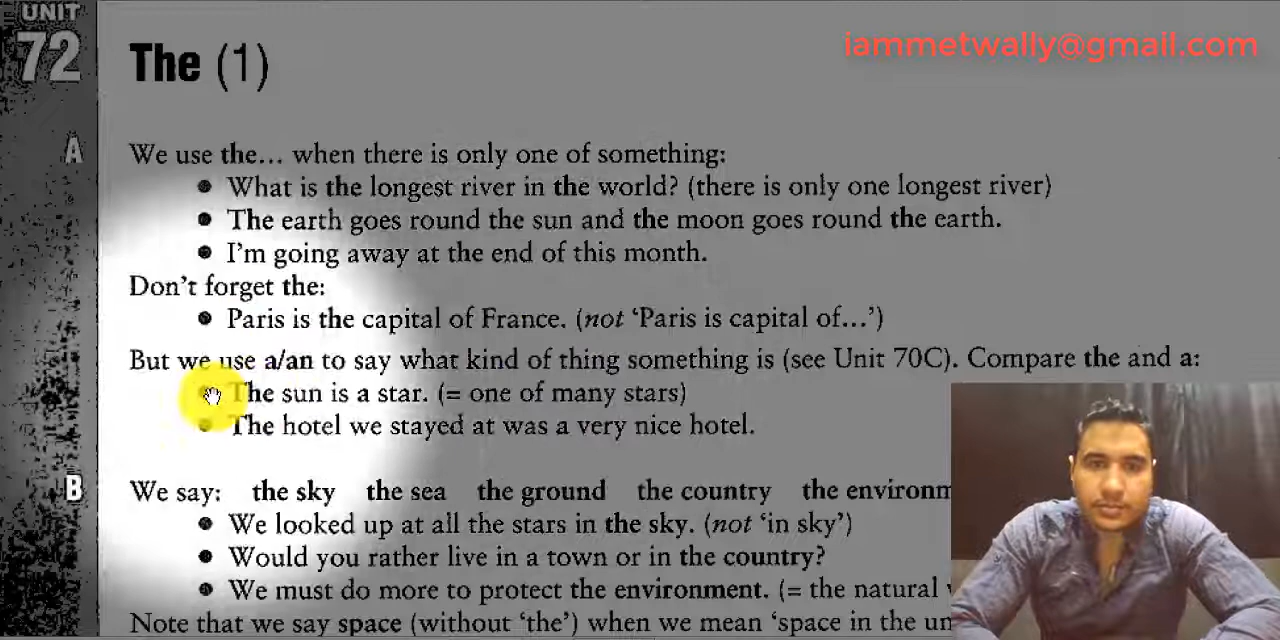 UNIT
72
The (1)
iammetwally@gmail.com
A
We use the... when there is only one of something:
• What is the longest river in the world? (there is only one longest river)
• The earth goes round the sun and the moon goes round the earth.
• I'm going away at the end of this month.
Don't forget the:
• Paris is the capital of France. (not 'Paris is capital of...')
But we use a/an to say what kind of thing something is (see Unit 70C). Compare the and a:
The sun is a star. (= one of many stars)
• The hotel we stayed at was a very nice hotel.
B
We say: the sky the sea the ground the country the environm
• We looked up at all the stars in the sky. (not 'in sky')
• Would you rather live in a town or in the country?
• We must do more to protect the environment. (= the natural
Note that we say space (without 'the') when we mean 'space in the un